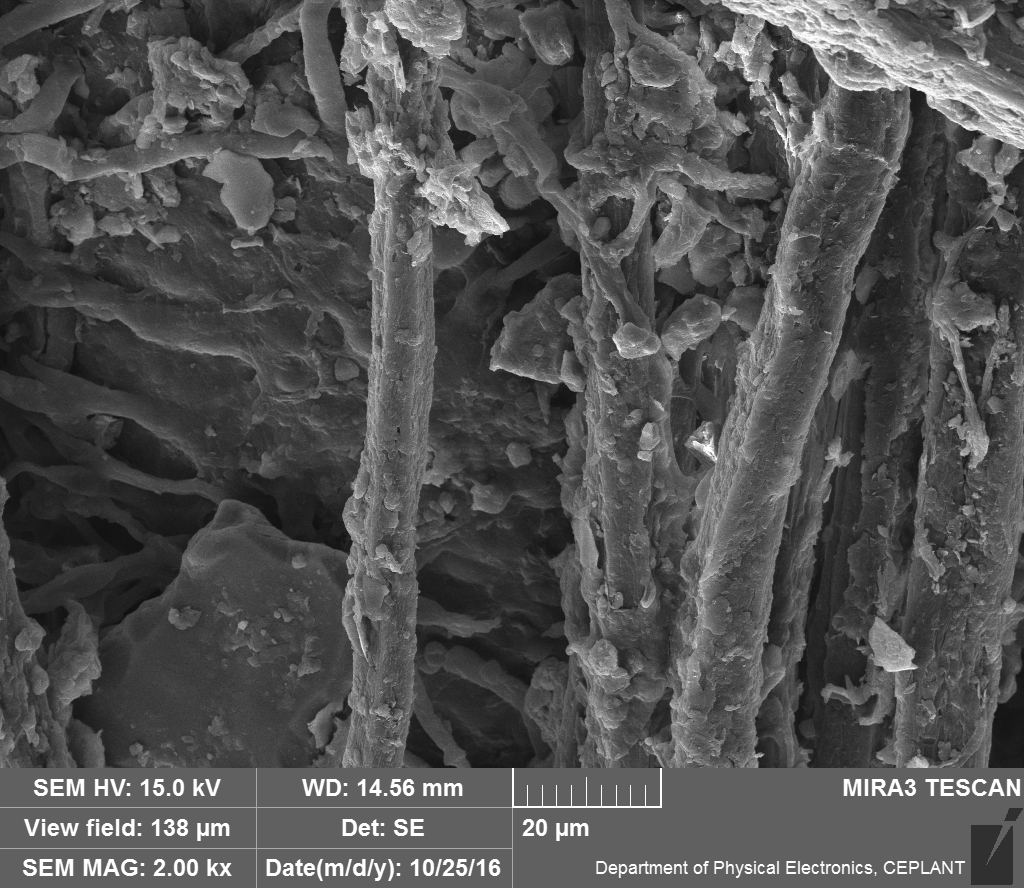 SEM HV: 15.0 kV
WD: 14.56 mm
MIRA3 TESCAN
View field: 138 µm
Det: SE
20 µm
SEM MAG: 2.00 kx
Date(m/d/y): 10/25/16
Department of Physical Electronics, CEPLANT